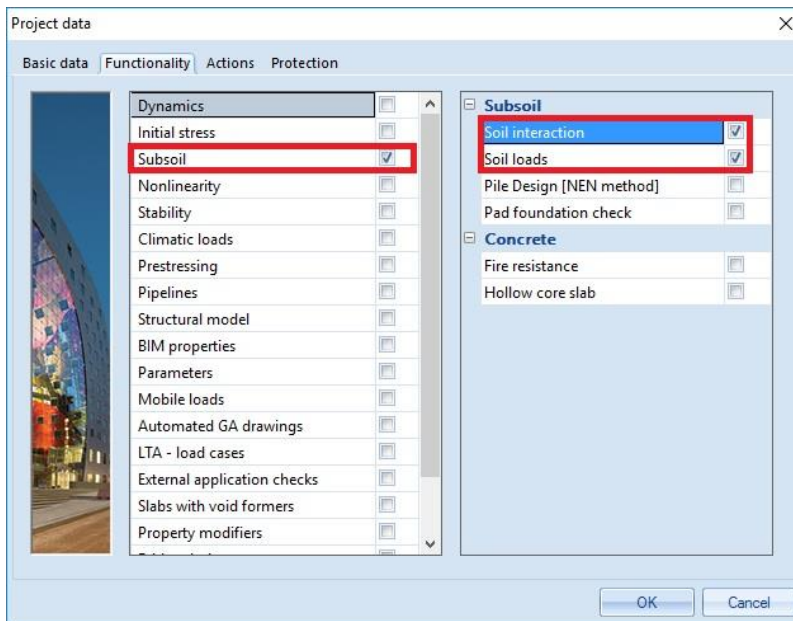 Project data
Basic data Functionality Actions Protection
Dynamics
Initial stress
Subsoil
Nonlinearity
Stability
Climatic loads
Prestressing
Pipelines
Structural model
BIM properties
Parameters
Mobile loads
Automated GA drawings
LTA - load cases
External application checks
Slabs with void formers
Property modifiers
Subsoil
Soil interaction
Soil loads
Pile Design [NEN method]
Pad foundation check
Concrete
Fire resistance
Hollow core slab
OK Cancel